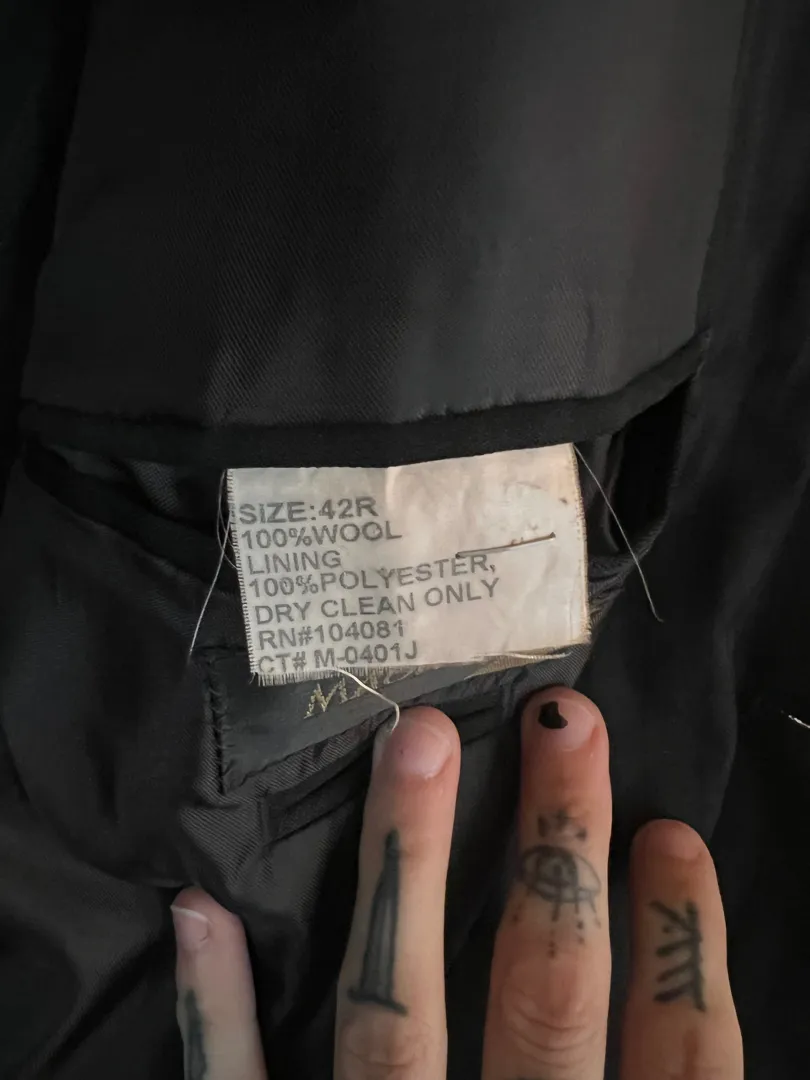 SIZE:42R
100%WOOL
LINING
100%POLYESTER,
DRY CLEAN ONLY
RN#104081
CT# M-0401J